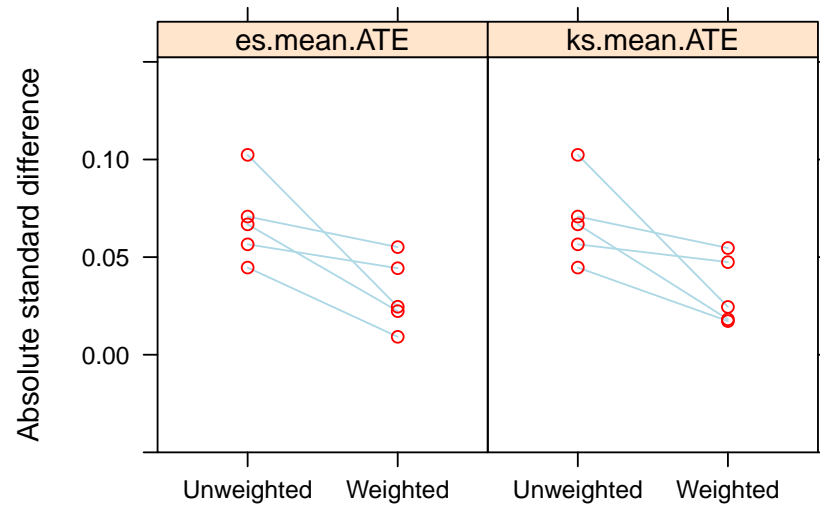 es.mean.ATE
ks.mean.ATE
Absolute standard difference
0.10
0.05
0.00
Unweighted
Weighted
Unweighted
Weighted